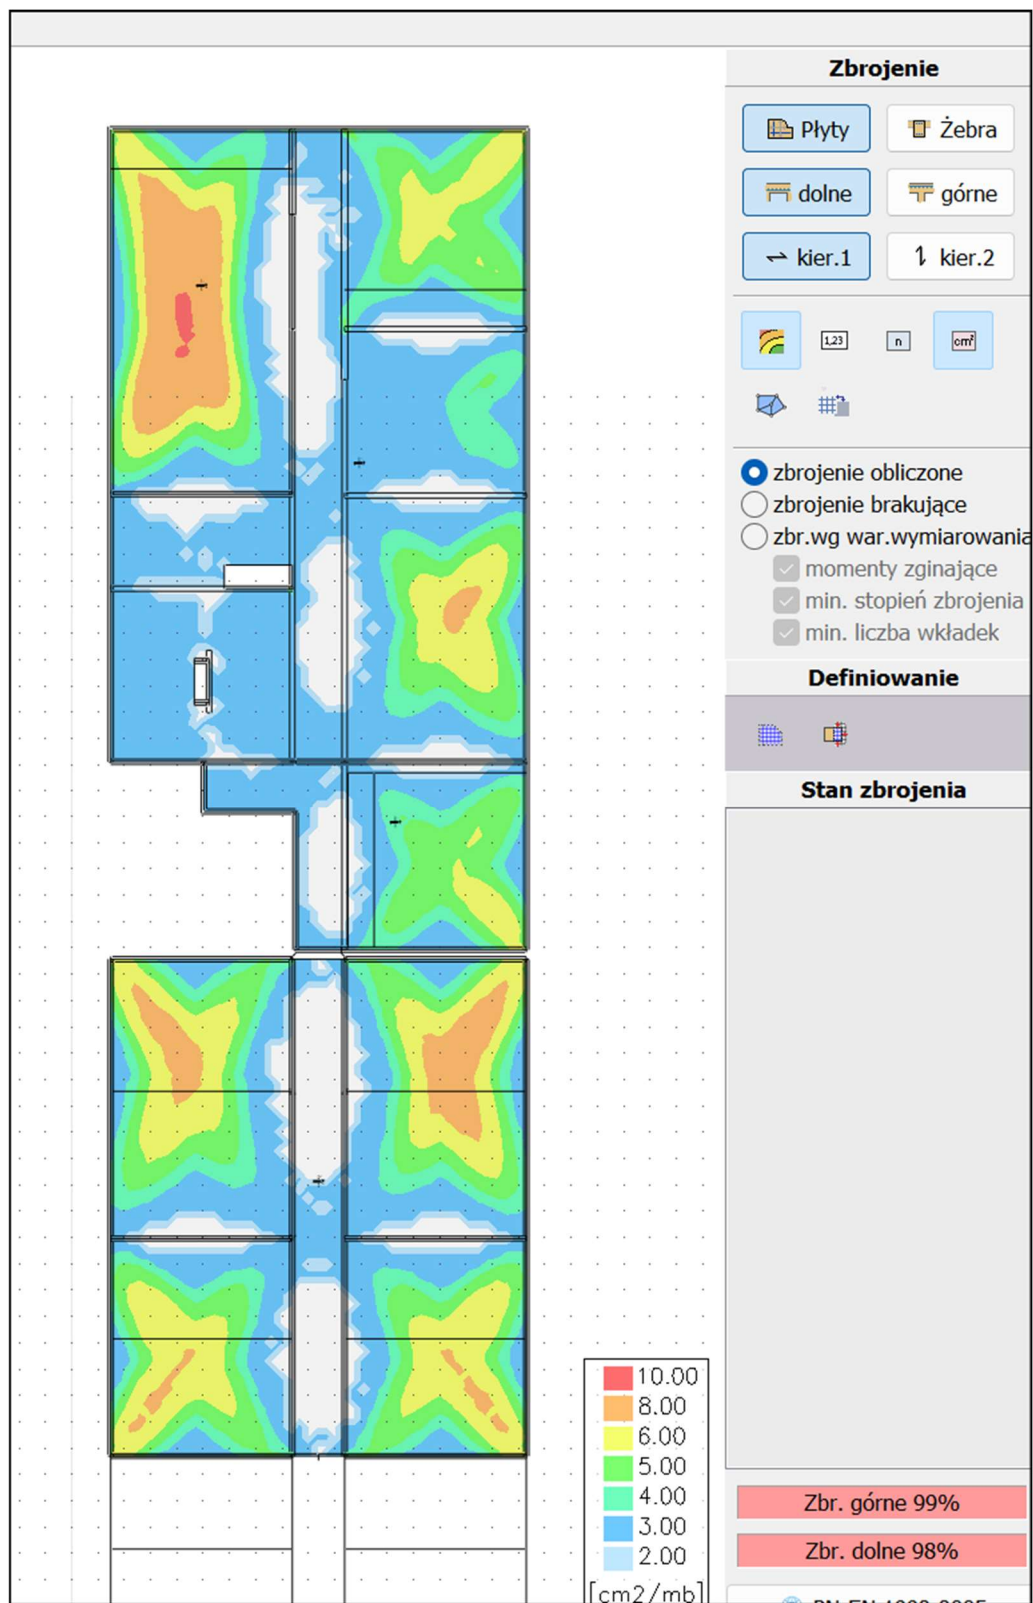 Zbrojenie
Płyty Żebra
dolne górne
kier.1 kier.2
1,23 n cm²
zbrojenie obliczone
zbrojenie brakujące
zbr.wg war.wymiarowania
momenty zginające
min. stopień zbrojenia
min. liczba wkładek
Definiowanie
Stan zbrojenia
10.00
8.00
6.00
5.00
4.00
3.00
2.00
[cm2/mb]
Zbr. górne 99%
Zbr. dolne 98%